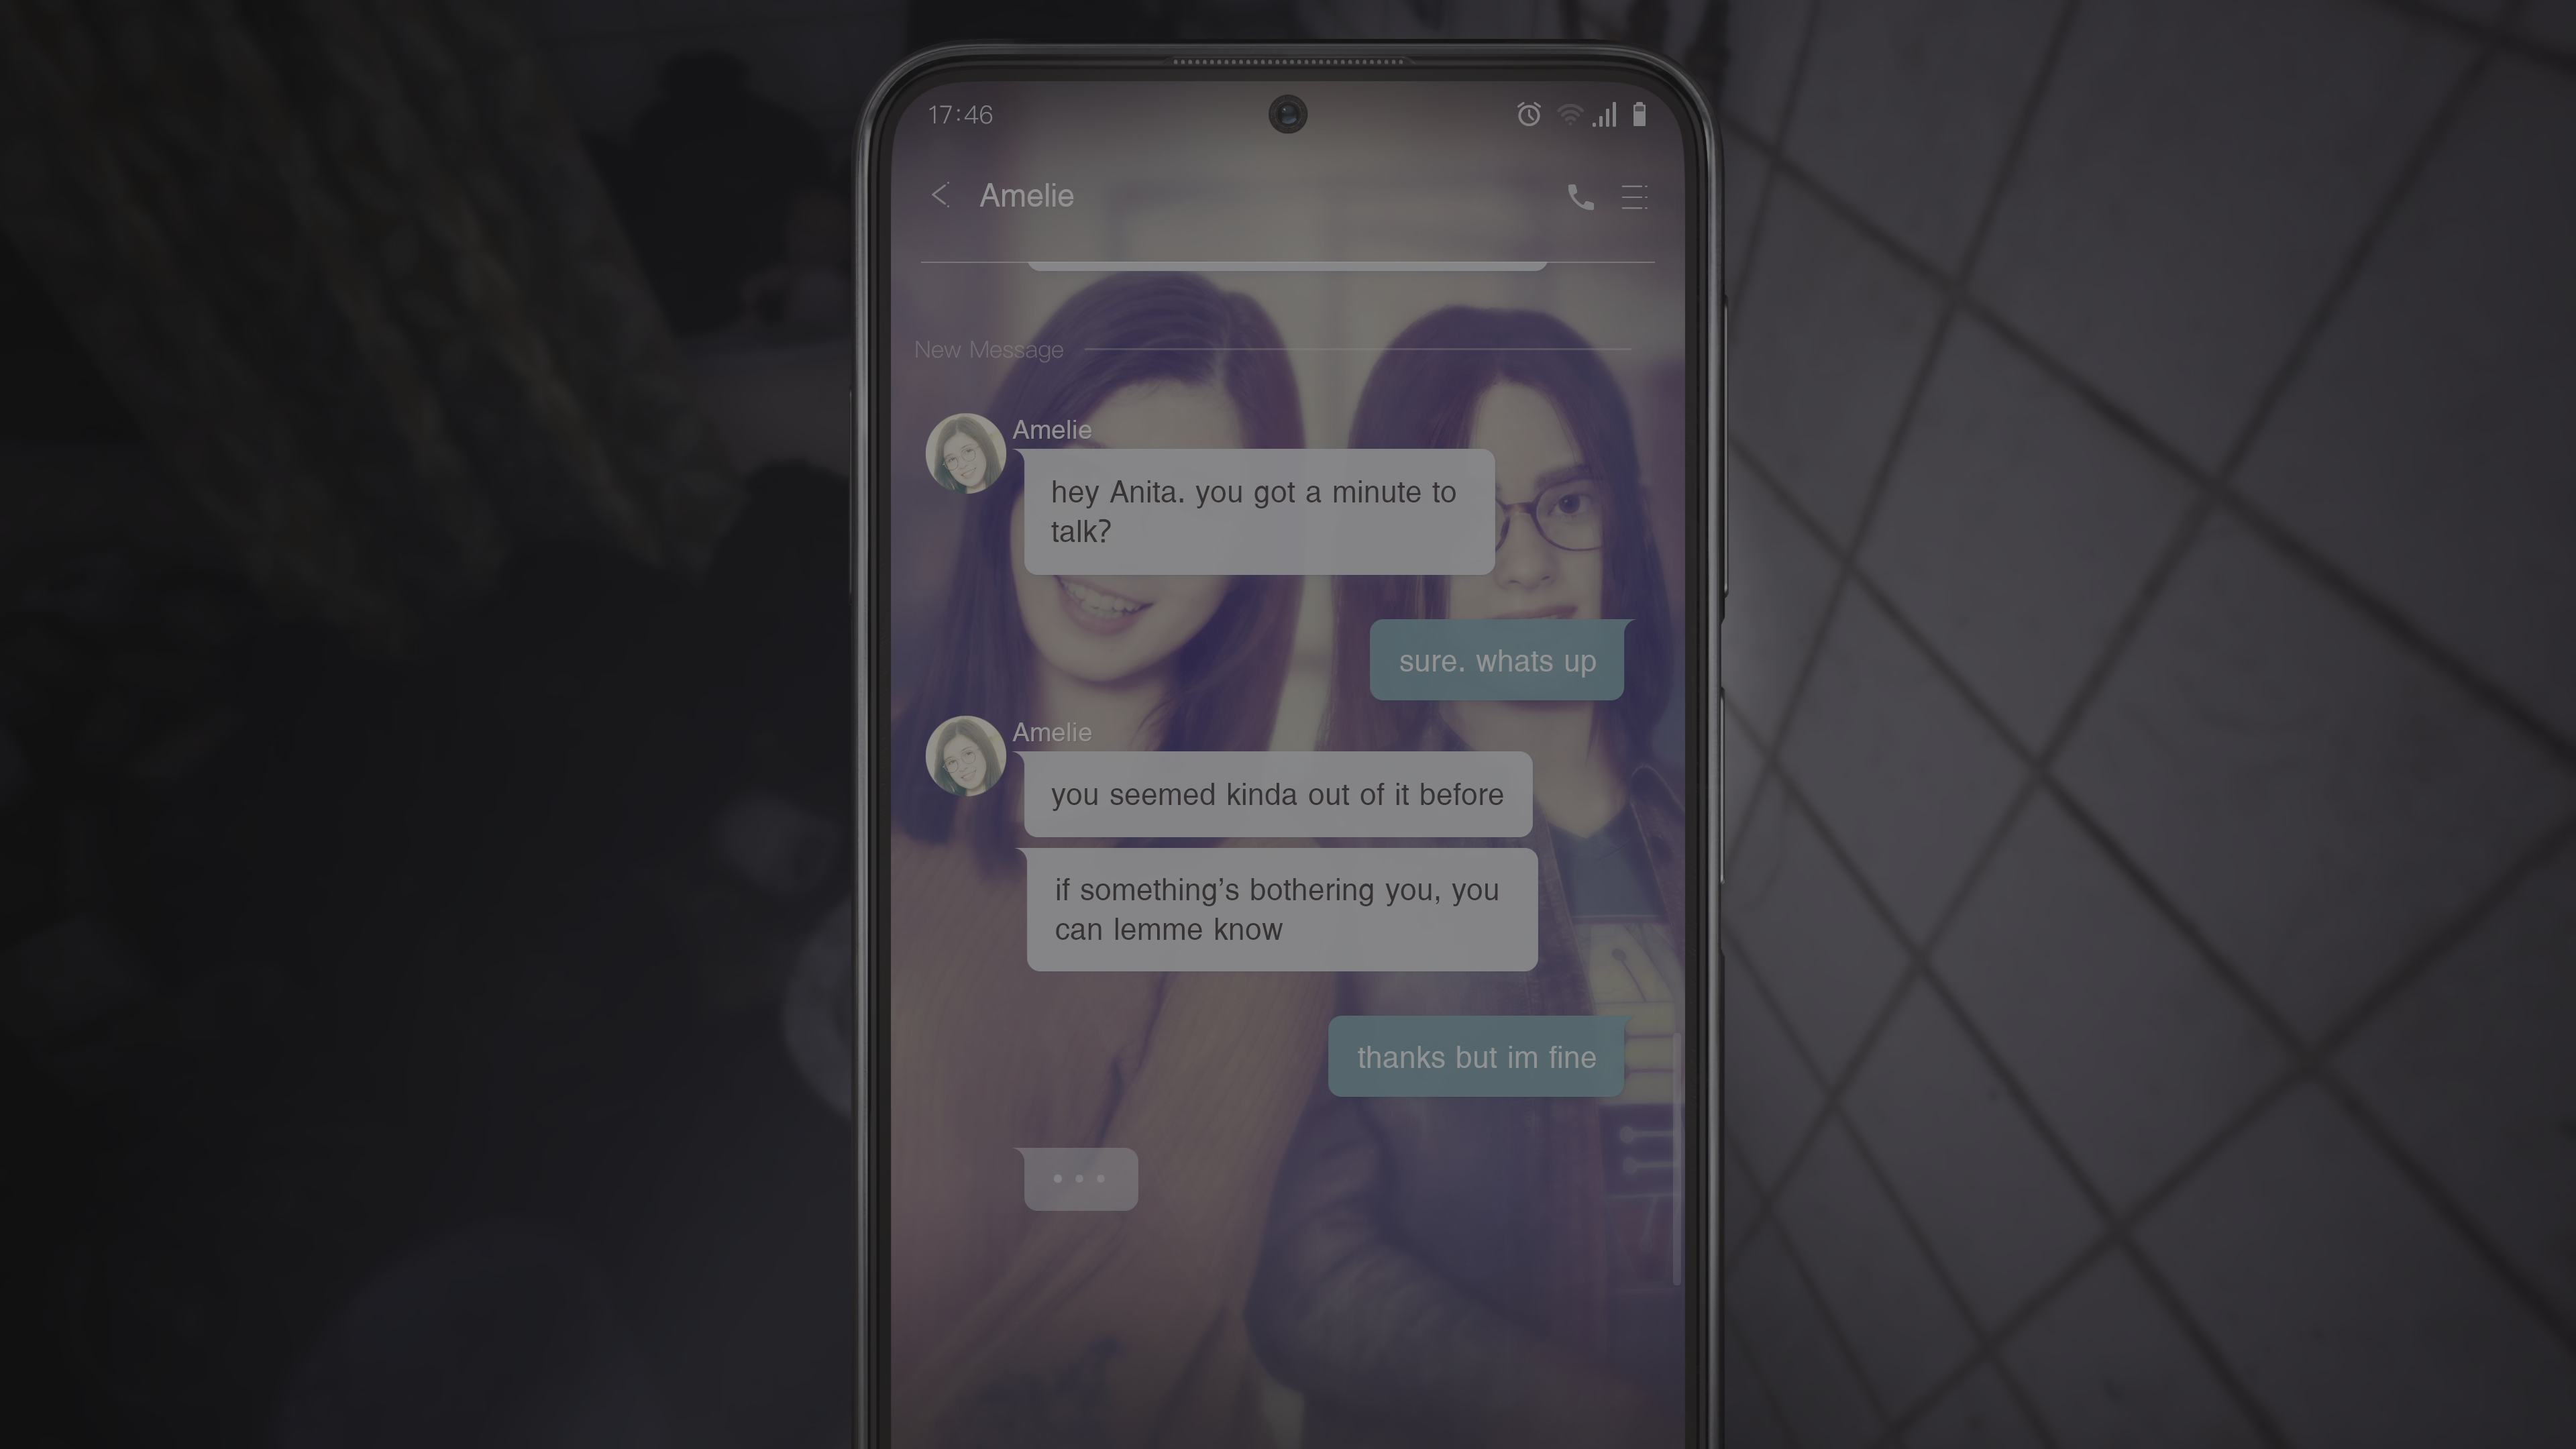 17:46
Amelie
New Message
Amelie
hey Anita. you got a minute to
talk?
sure. whats up
Amelie
you seemed kinda out of it before
if something’s bothering you, you
can lemme know
thanks but im fine